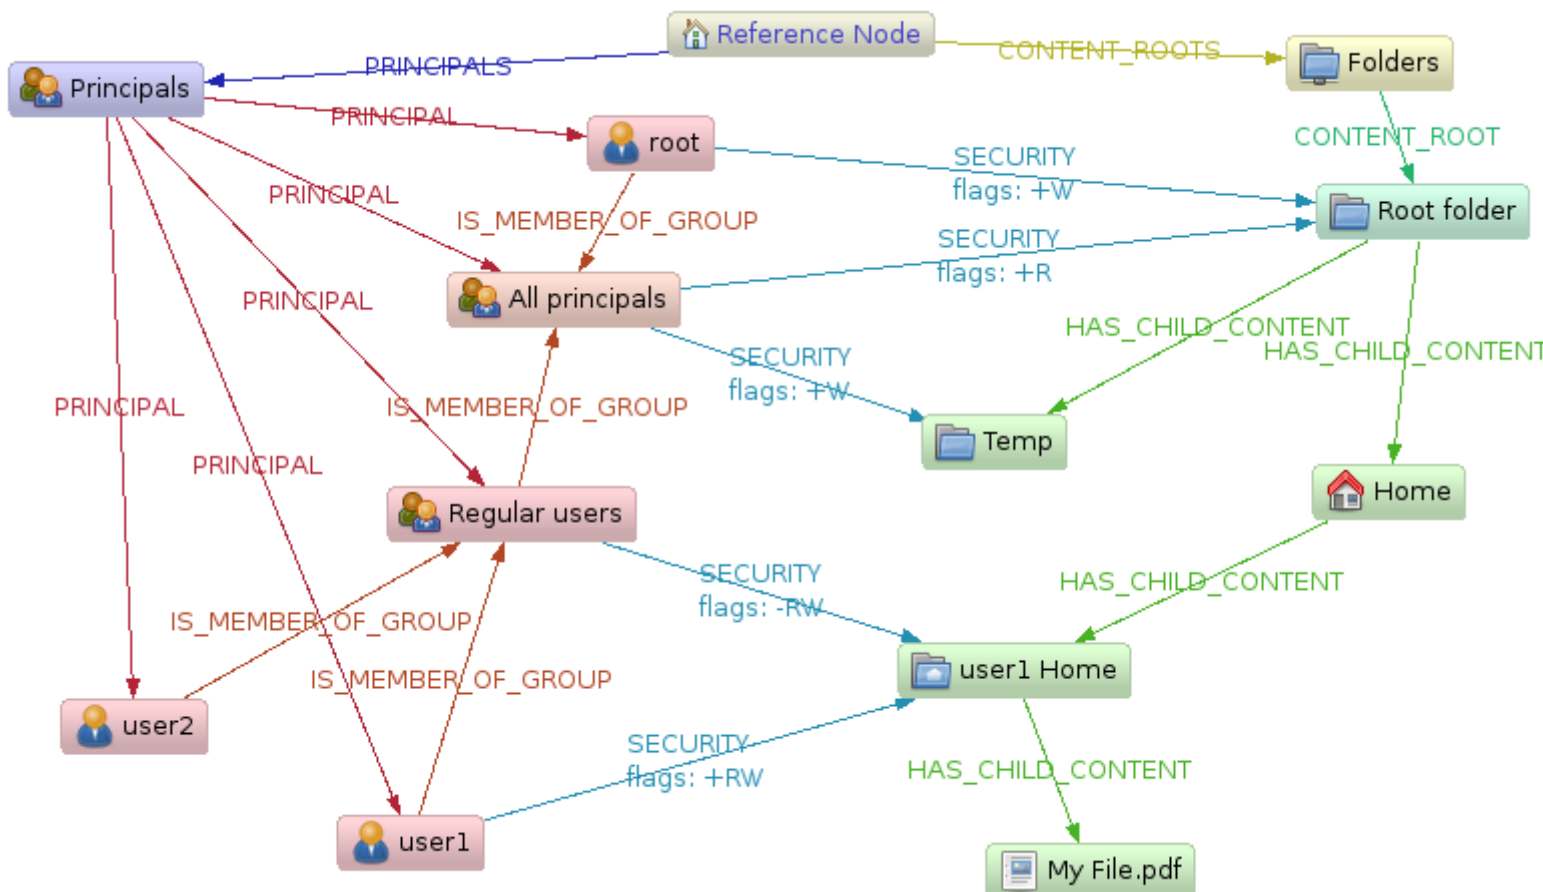 Reference Node
CONTENT_ROOTS
Folders
PRINCIPALS
Principals
PRINCIPAL
root
CONTENT_ROOT
SECURITY
flags: +W
PRINCIPAL
IS_MEMBER_OF_GROUP
Root folder
SECURITY
flags: +R
All principals
PRINCIPAL
HAS_CHILD_CONTENT
HAS_CHILD_CONTENT
SECURITY
flags: +W
PRINCIPAL
IS_MEMBER_OF_GROUP
Temp
PRINCIPAL
Home
Regular users
SECURITY
flags: -RW
HAS_CHILD_CONTENT
IS_MEMBER_OF_GROUP
IS_MEMBER_OF_GROUP
user1 Home
user2
SECURITY
flags: +RW
HAS_CHILD_CONTENT
user1
My File.pdf